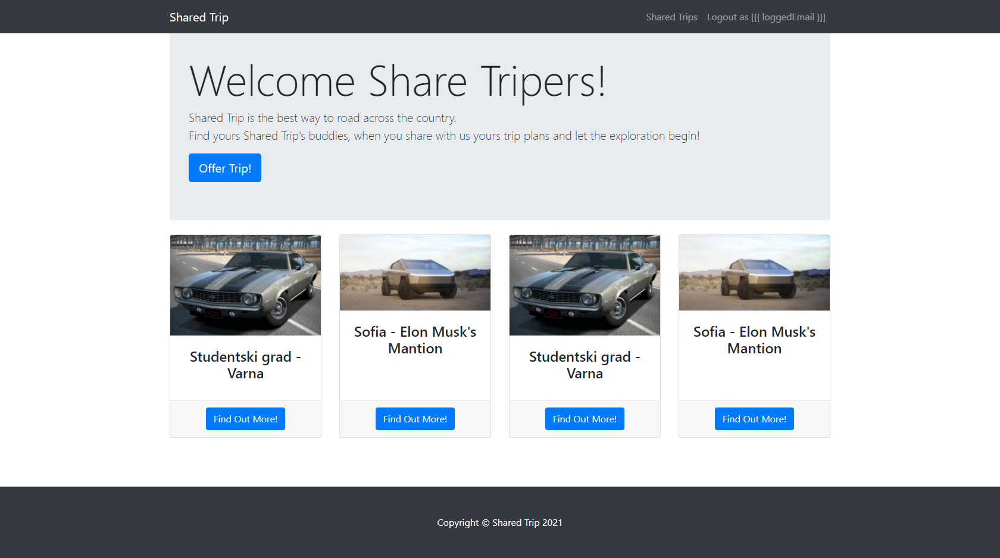 Shared Trip
Shared Trips
Logout as [{{ loggedEmail }}]
Welcome Share Tripers!
Shared Trip is the best way to road across the country.
Find yours Shared Trip's buddies, when you share with us yours trip plans and let the exploration begin!
Offer Trip!
Studentski grad -
Varna
Find Out More!
Sofia - Elon Musk's
Mantion
Find Out More!
Studentski grad -
Varna
Find Out More!
Sofia - Elon Musk's
Mantion
Find Out More!
Copyright © Shared Trip 2021